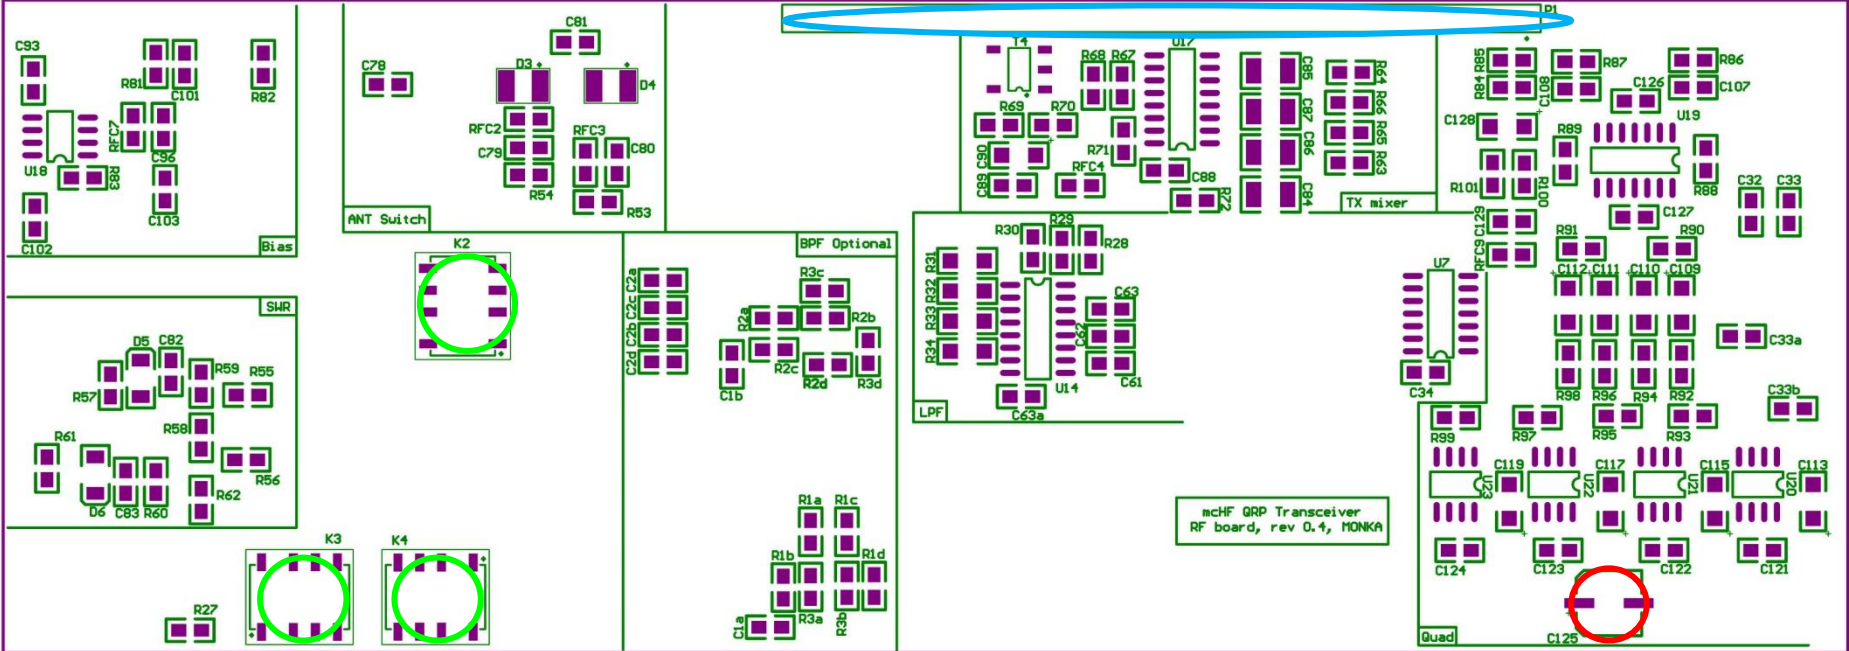 C93
R81
C101
R82
RFC7
U18
C96
R83
C103
C102
Bias
C81
C78
D3
D4
RFC2
RFC3
C79
C80
R54
R53
ANT Switch
P1
T4
R68
R67
U17
C85
R64
R69
R70
C87
R66
R71
C86
R65
C90
RFC4
R63
C89
C88
R72
C84
TX mixer
R85
R87
R86
R84
C108
C126
C107
C128
U19
R89
R101
R100
R88
C32
C33
C129
C127
RFC9
R91
R90
C112
C111
C110
C109
U7
C34
C33a
C33b
R98
R96
R94
R92
R99
R97
R95
R93
C119
C117
C115
C113
U23
U22
U21
U20
C124
C123
C122
C121
C125
Quad
K2
BPF Optional
C2a
C2c
C2b
C2d
R3c
R2a
R2b
R2c
R2d
R3d
C1b
R30
R29
R28
R31
R32
R33
R34
C63
C62
C61
U14
C63a
LPF
SWR
D5
C82
R59
R55
R57
R58
R61
R56
D6
C83
R60
R62
K3
K4
R27
R1a
R1c
R1b
R1d
R3a
R3b
C1a
mcHF QRP Transceiver
RF board, rev 0.4, MONKA